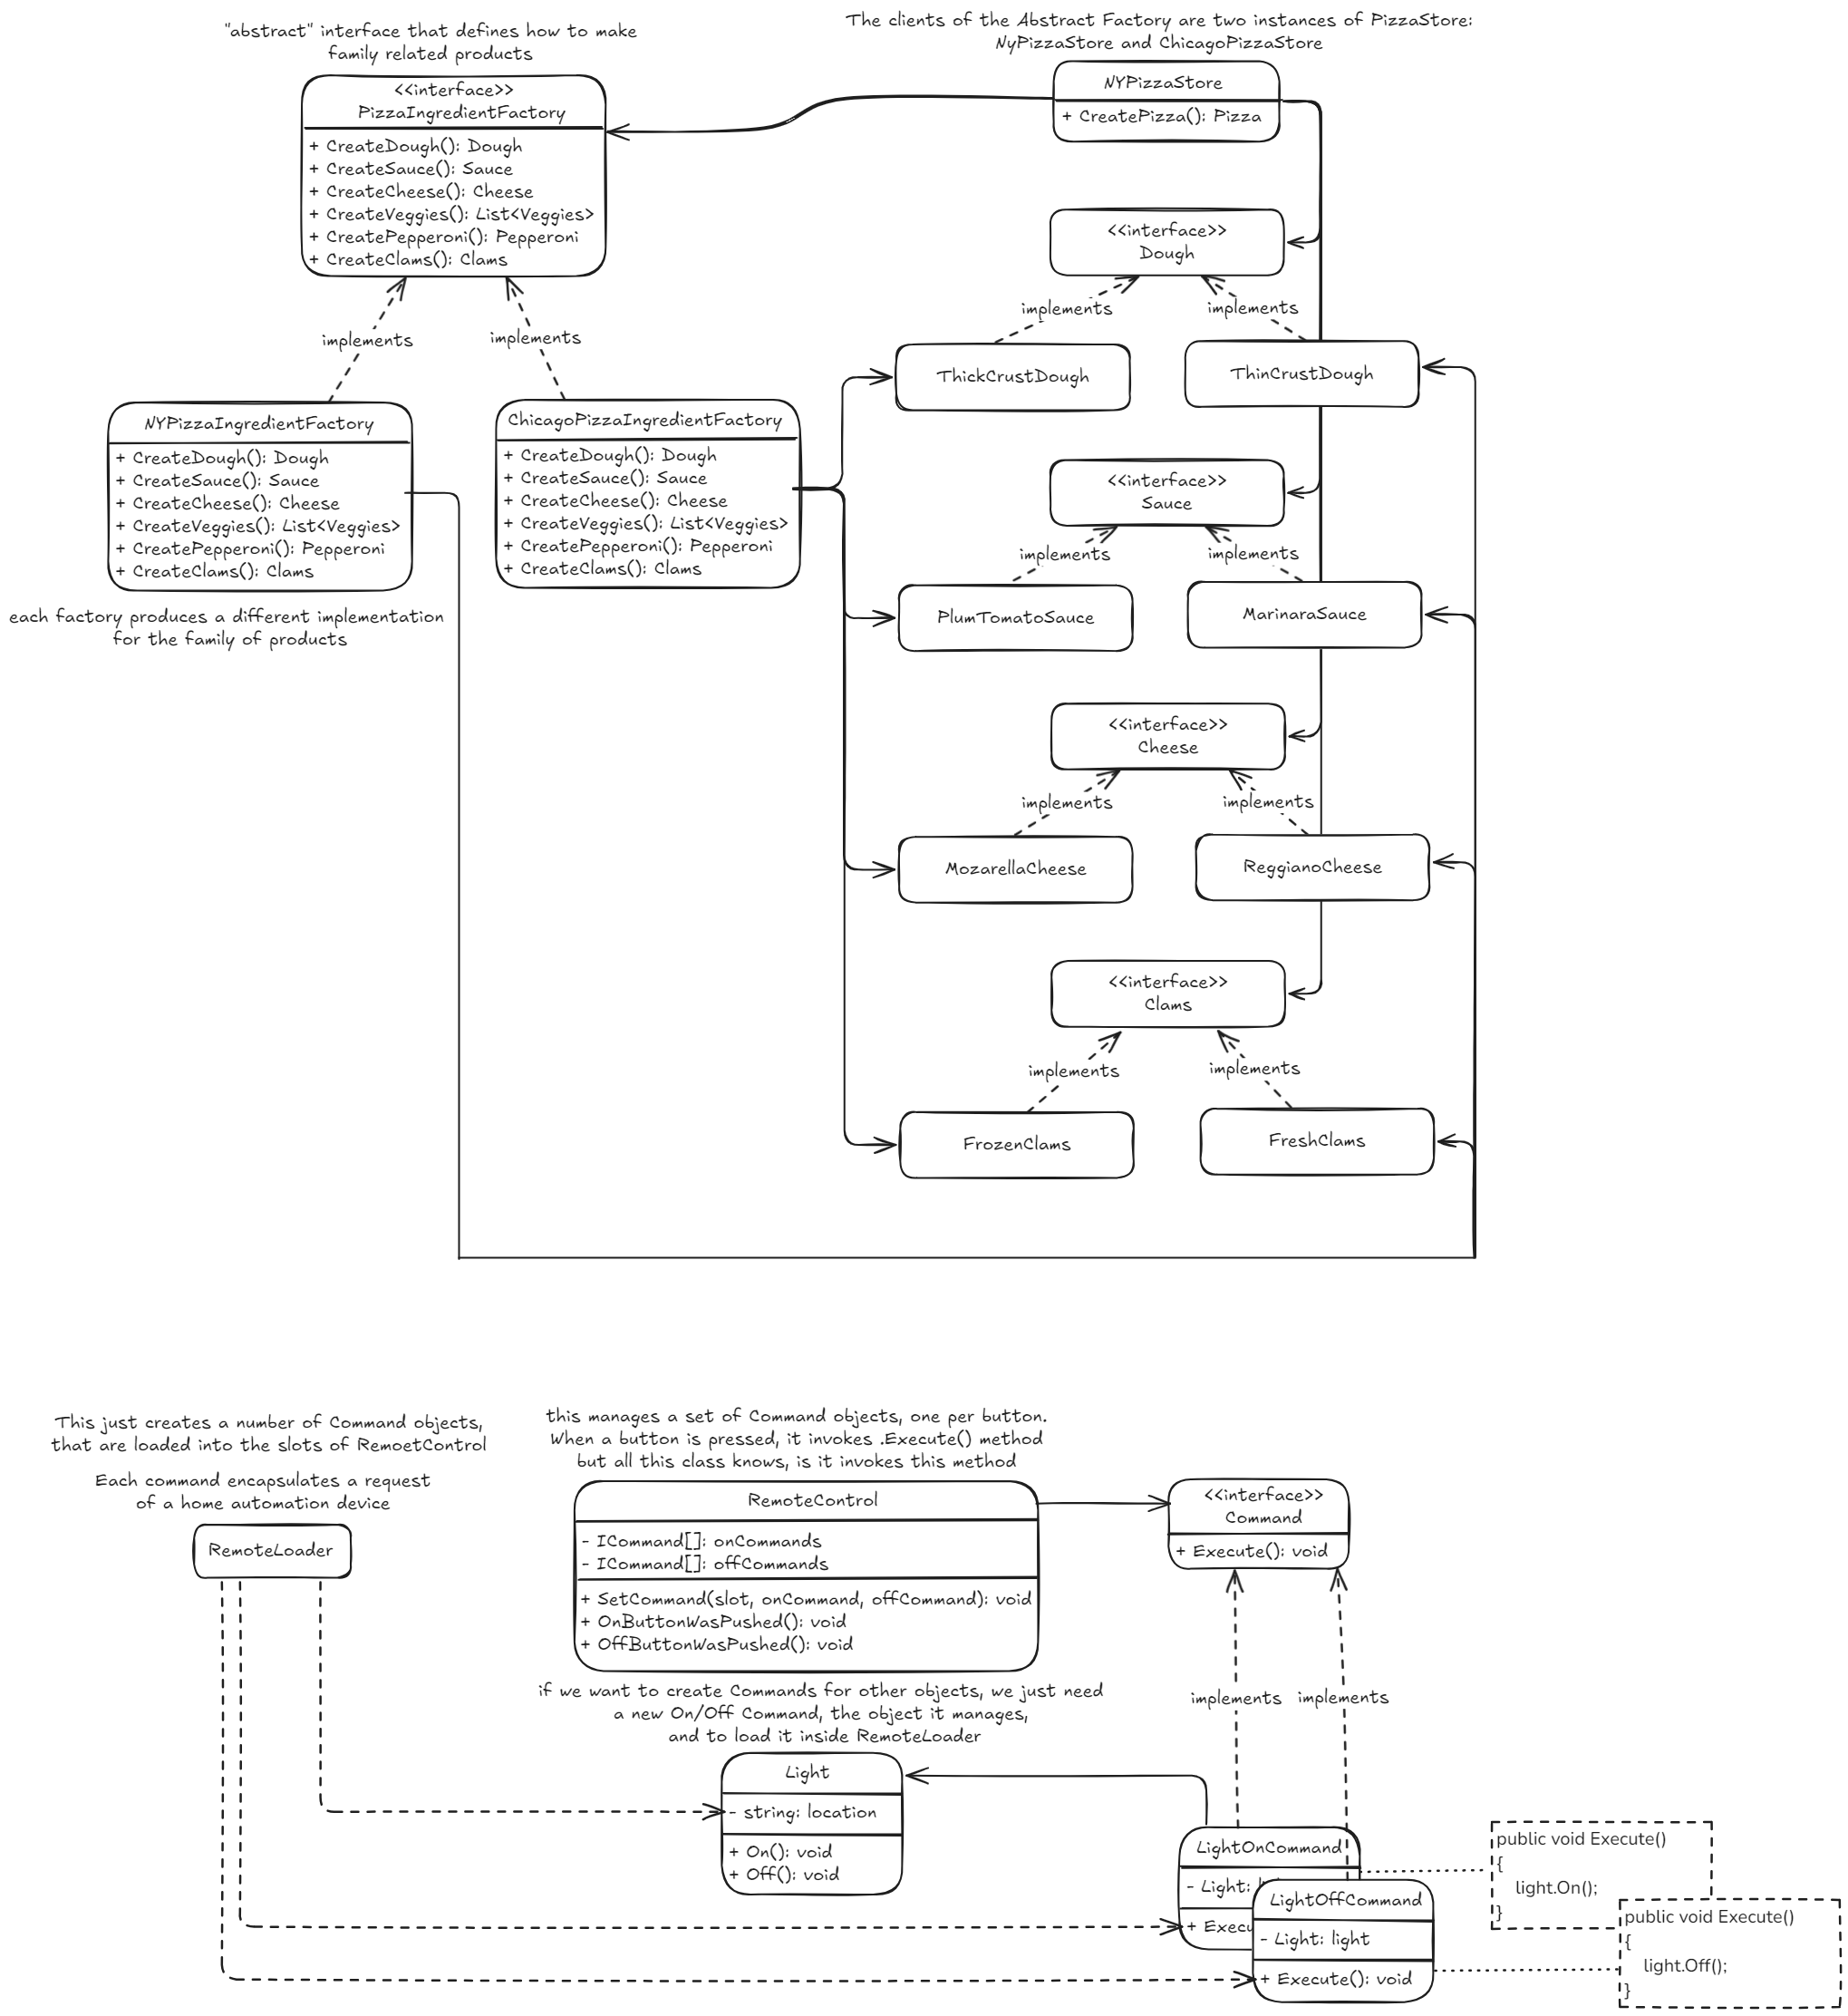 "abstract" interface that defines how to make
family related products
The clients of the Abstract Factory are two instances of PizzaStore:
NyPizzaStore and ChicagoPizzaStore
<<interface>>
PizzaIngredientFactory
+ CreateDough(): Dough
+ CreateSauce(): Sauce
+ CreateCheese(): Cheese
+ CreateVeggies(): List<Veggies>
+ CreatePepperoni(): Pepperoni
+ CreateClams(): Clams
NYPizzaStore
+ CreatePizza(): Pizza
<<interface>>
Dough
implements
implements
implements
implements
ThickCrustDough
ThinCrustDough
NYPizzaIngredientFactory
+ CreateDough(): Dough
+ CreateSauce(): Sauce
+ CreateCheese(): Cheese
+ CreateVeggies(): List<Veggies>
+ CreatePepperoni(): Pepperoni
+ CreateClams(): Clams
each factory produces a different implementation
for the family of products
ChicagoPizzaIngredientFactory
+ CreateDough(): Dough
+ CreateSauce(): Sauce
+ CreateCheese(): Cheese
+ CreateVeggies(): List<Veggies>
+ CreatePepperoni(): Pepperoni
+ CreateClams(): Clams
<<interface>>
Sauce
implements
implements
PlumTomatoSauce
MarinaraSauce
<<interface>>
Cheese
implements
implements
MozarellaCheese
ReggianoCheese
<<interface>>
Clams
implements
implements
FrozenClams
FreshClams
This just creates a number of Command objects,
that are loaded into the slots of RemoetControl
Each command encapsulates a request
of a home automation device
RemoteLoader
this manages a set of Command objects, one per button.
When a button is pressed, it invokes .Execute() method
but all this class knows, is it invokes this method
RemoteControl
- ICommand[]: onCommands
- ICommand[]: offCommands
+ SetCommand(slot, onCommand, offCommand): void
+ OnButtonWasPushed(): void
+ OffButtonWasPushed(): void
<<interface>>
Command
+ Execute(): void
if we want to create Commands for other objects, we just need
a new On/Off Command, the object it manages,
and to load it inside RemoteLoader
implements
implements
Light
- string: location
+ On(): void
+ Off(): void
LightOnCommand
- Light:
+ Execu
LightOffCommand
- Light: light
+ Execute(): void
public void Execute()
{
light.On();
}
public void Execute()
{
light.Off();
}